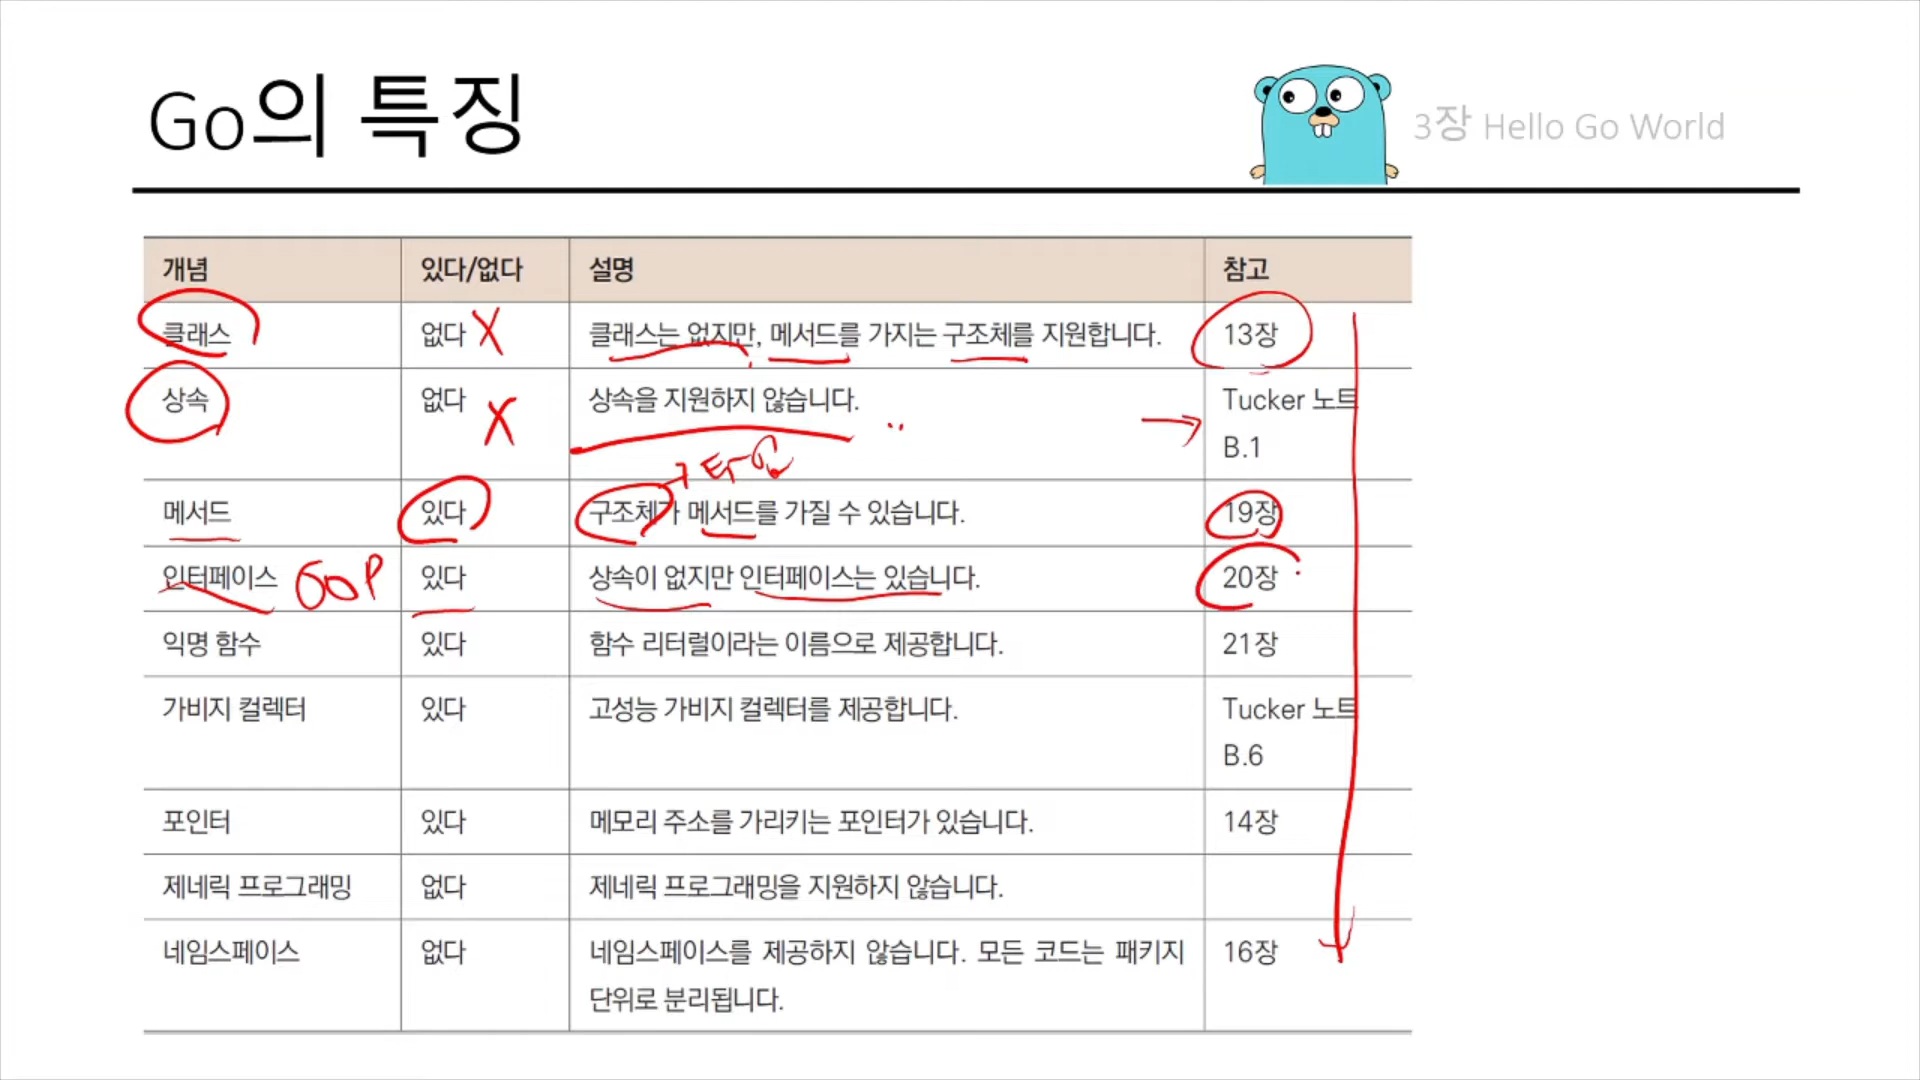 Go의 특징
3장 Hello Go World
개념 있다/없다 설명 참고
클래스 없다 X 클래스는 없지만, 메서드를 가지는 구조체를 지원합니다. 13장
상속 없다 X 상속을 지원하지 않습니다. Tucker 노트
B.1
타입
메서드 있다 구조체가 메서드를 가질 수 있습니다. 19장
인터페이스 OOP 있다 상속이 없지만 인터페이스는 있습니다. 20장
익명 함수 있다 함수 리터럴이라는 이름으로 제공합니다. 21장
가비지 컬렉터 있다 고성능 가비지 컬렉터를 제공합니다. Tucker 노트
B.6
포인터 있다 메모리 주소를 가리키는 포인터가 있습니다. 14장
제네릭 프로그래밍 없다 제네릭 프로그래밍을 지원하지 않습니다.
네임스페이스 없다 네임스페이스를 제공하지 않습니다. 모든 코드는 패키지 16장
단위로 분리됩니다.